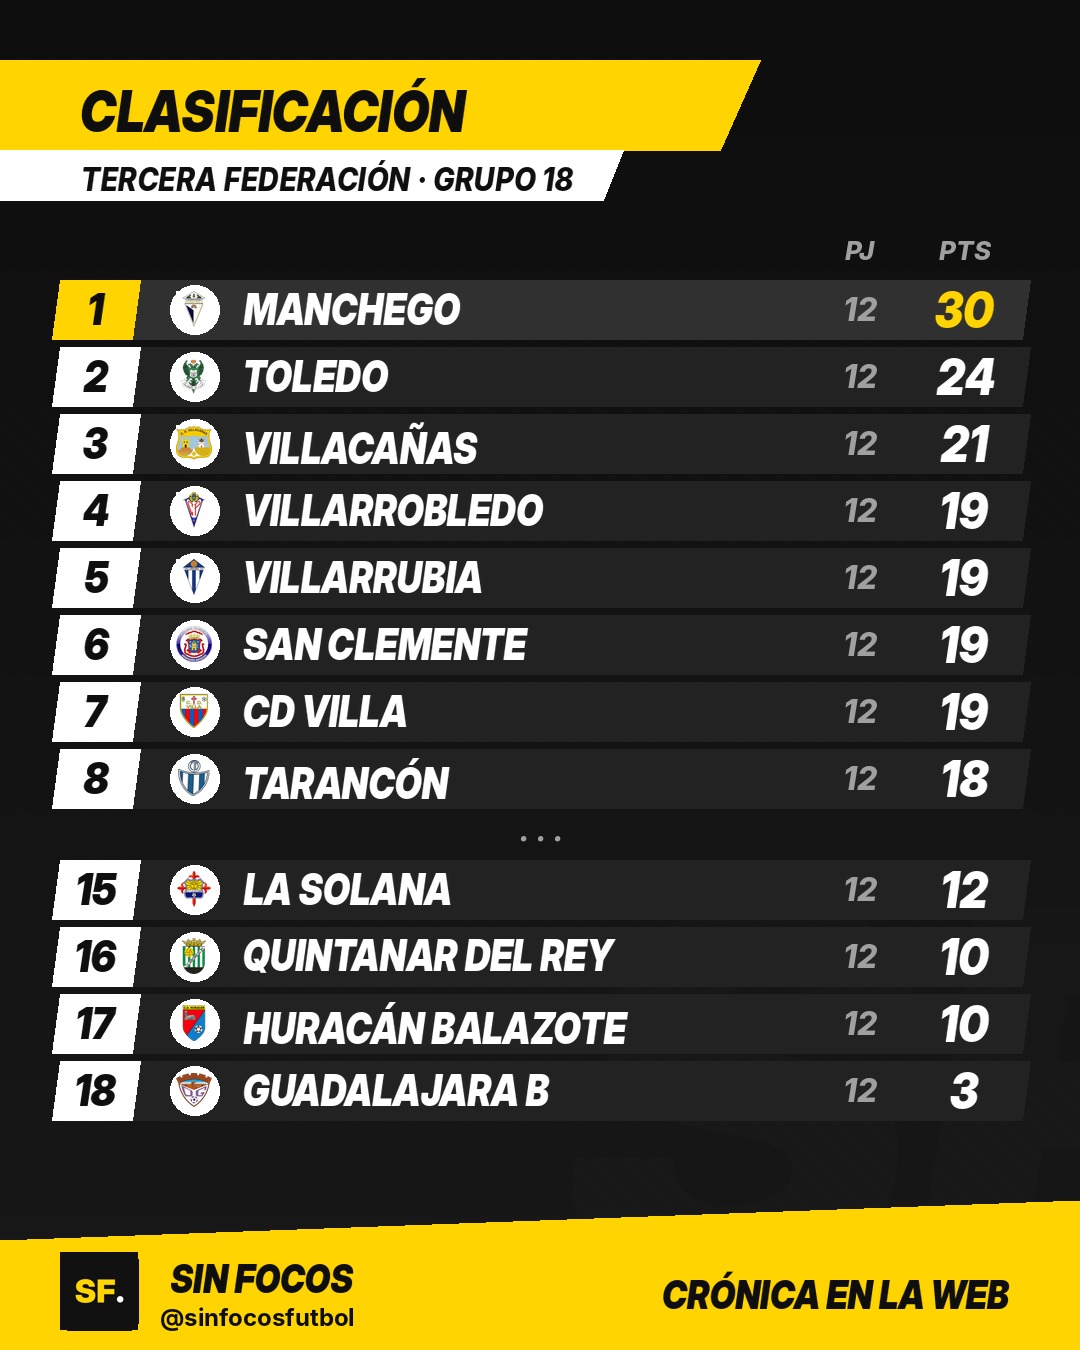 CLASIFICACIÓN
TERCERA FEDERACIÓN · GRUPO 18
PJ PTS
1 MANCHEGO 12 30
2 TOLEDO 12 24
3 VILLACAÑAS 12 21
4 VILLARROBLEDO 12 19
5 VILLARRUBIA 12 19
6 SAN CLEMENTE 12 19
7 CD VILLA 12 19
8 TARANCÓN 12 18
...
15 LA SOLANA 12 12
16 QUINTANAR DEL REY 12 10
17 HURACÁN BALAZOTE 12 10
18 GUADALAJARA B 12 3
SF. SIN FOCOS
@sinfocosfutbol
CRÓNICA EN LA WEB